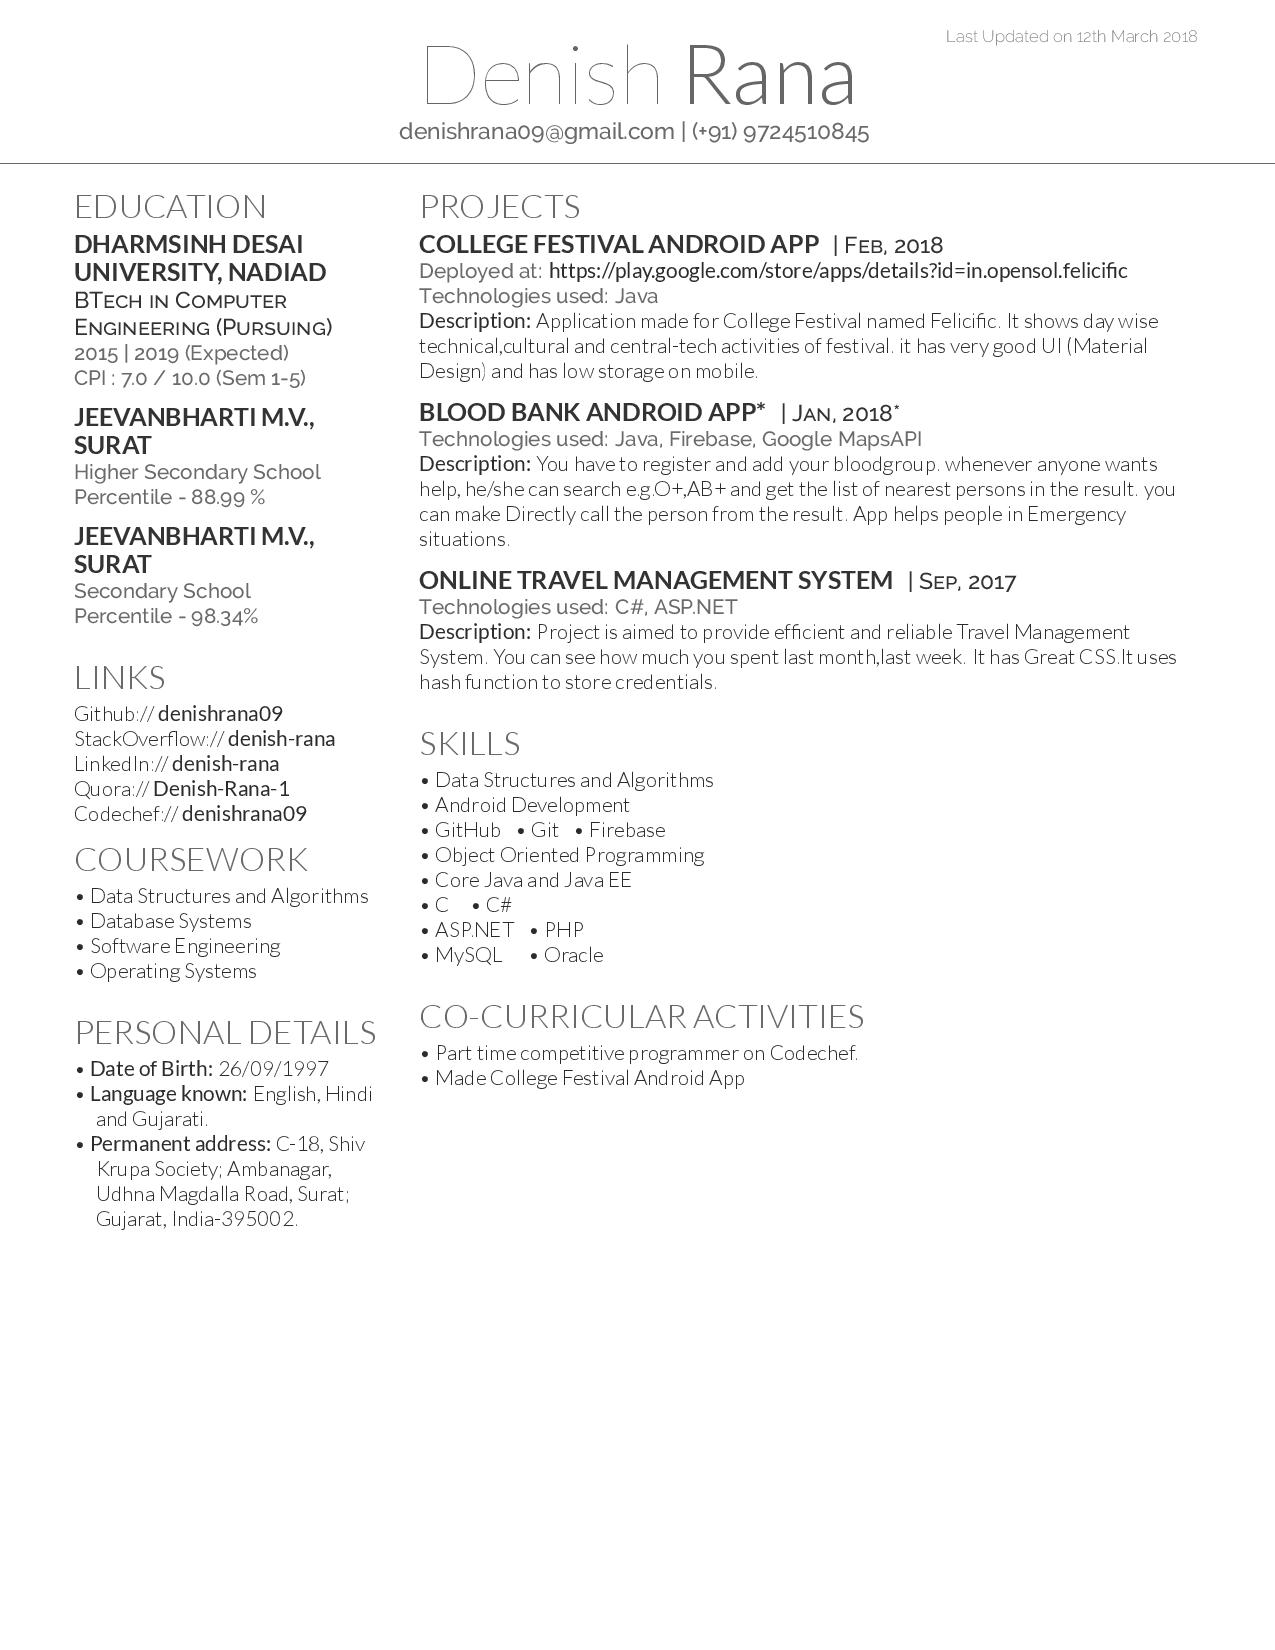 Last Updated on 12th March 2018
Denish Rana
denishrana09@gmail.com | (+91) 9724510845
EDUCATION
DHARMSINH DESAI
UNIVERSITY, NADIAD
BTech in Computer
Engineering (Pursuing)
2015 | 2019 (Expected)
CPI : 7.0 / 10.0 (Sem 1-5)
JEEVANBHARTI M.V.,
SURAT
Higher Secondary School
Percentile - 88.99 %
JEEVANBHARTI M.V.,
SURAT
Secondary School
Percentile - 98.34%
LINKS
Github:// denishrana09
StackOverflow:// denish-rana
LinkedIn:// denish-rana
Quora:// Denish-Rana-1
Codechef:// denishrana09
COURSEWORK
• Data Structures and Algorithms
• Database Systems
• Software Engineering
• Operating Systems
PERSONAL DETAILS
• Date of Birth: 26/09/1997
• Language known: English, Hindi
and Gujarati.
• Permanent address: C-18, Shiv
Krupa Society; Ambanagar,
Udhna Magdalla Road, Surat;
Gujarat, India-395002.
PROJECTS
COLLEGE FESTIVAL ANDROID APP | Feb, 2018
Deployed at: https://play.google.com/store/apps/details?id=in.opensol.felicific
Technologies used: Java
Description: Application made for College Festival named Felicific. It shows day wise
technical,cultural and central-tech activities of festival. it has very good UI (Material
Design) and has low storage on mobile.
BLOOD BANK ANDROID APP* | Jan, 2018*
Technologies used: Java, Firebase, Google MapsAPI
Description: You have to register and add your bloodgroup. whenever anyone wants
help, he/she can search e.g.O+,AB+ and get the list of nearest persons in the result. you
can make Directly call the person from the result. App helps people in Emergency
situations.
ONLINE TRAVEL MANAGEMENT SYSTEM | Sep, 2017
Technologies used: C#, ASP.NET
Description: Project is aimed to provide efficient and reliable Travel Management
System. You can see how much you spent last month,last week. It has Great CSS.It uses
hash function to store credentials.
SKILLS
• Data Structures and Algorithms
• Android Development
• GitHub • Git • Firebase
• Object Oriented Programming
• Core Java and Java EE
• C • C#
• ASP.NET • PHP
• MySQL • Oracle
CO-CURRICULAR ACTIVITIES
• Part time competitive programmer on Codechef.
• Made College Festival Android App